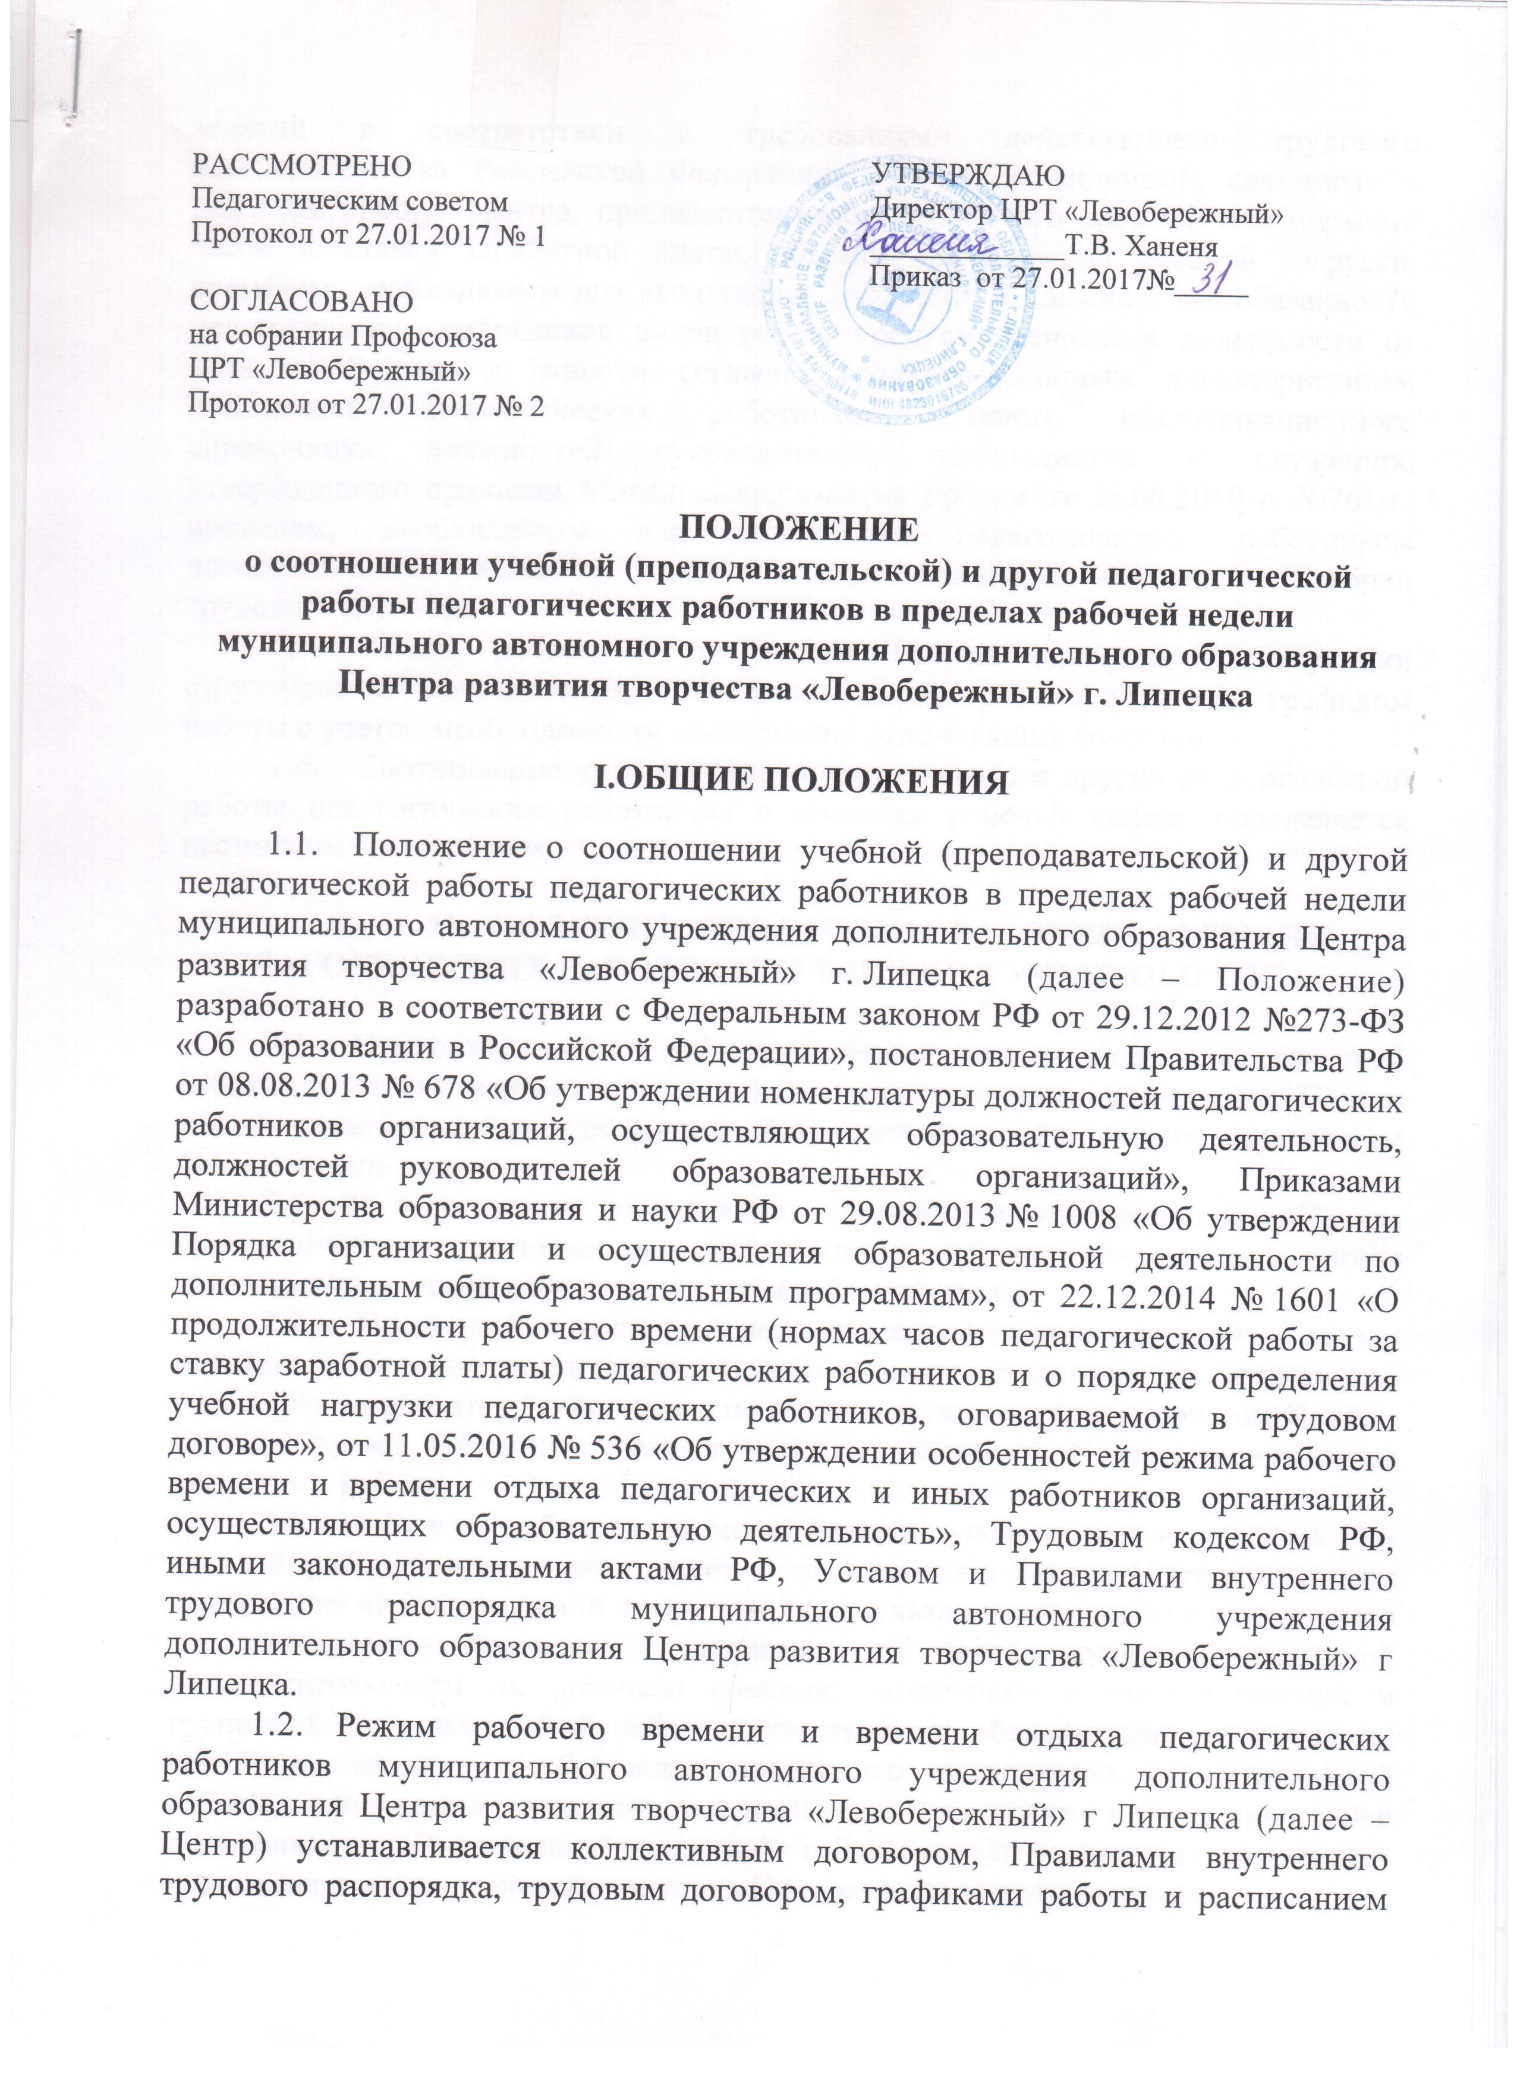 РАССМОТРЕНО
Педагогическим советом
Протокол от 27.01.2017 № 1
СОГЛАСОВАНО
на собрании Профсоюза
ЦРТ «Левобережный»
Протокол от 27.01.2017 № 2
УТВЕРЖДАЮ
Директор ЦРТ «Левобережный»
Ханеня Т.В. Ханеня
Приказ от 27.01.2017№ 31
ПОЛОЖЕНИЕ
о соотношении учебной (преподавательской) и другой педагогической
работы педагогических работников в пределах рабочей недели
муниципального автономного учреждения дополнительного образования
Центра развития творчества «Левобережный» г. Липецка
I.ОБЩИЕ ПОЛОЖЕНИЯ
1.1. Положение о соотношении учебной (преподавательской) и другой
педагогической работы педагогических работников в пределах рабочей недели
муниципального автономного учреждения дополнительного образования Центра
развития творчества «Левобережный» г. Липецка (далее – Положение)
разработано в соответствии с Федеральным законом РФ от 29.12.2012 №273-ФЗ
«Об образовании в Российской Федерации», постановлением Правительства РФ
от 08.08.2013 № 678 «Об утверждении номенклатуры должностей педагогических
работников организаций, осуществляющих образовательную деятельность,
должностей руководителей образовательных организаций», Приказами
Министерства образования и науки РФ от 29.08.2013 № 1008 «Об утверждении
Порядка организации и осуществления образовательной деятельности по
дополнительным общеобразовательным программам», от 22.12.2014 № 1601 «О
продолжительности рабочего времени (нормах часов педагогической работы за
ставку заработной платы) педагогических работников и о порядке определения
учебной нагрузки педагогических работников, оговариваемой в трудовом
договоре», от 11.05.2016 № 536 «Об утверждении особенностей режима рабочего
времени и времени отдыха педагогических и иных работников организаций,
осуществляющих образовательную деятельность», Трудовым кодексом РФ,
иными законодательными актами РФ, Уставом и Правилами внутреннего
трудового распорядка муниципального автономного учреждения
дополнительного образования Центра развития творчества «Левобережный» г
Липецка.
1.2. Режим рабочего времени и времени отдыха педагогических
работников муниципального автономного учреждения дополнительного
образования Центра развития творчества «Левобережный» г Липецка (далее –
Центр) устанавливается коллективным договором, Правилами внутреннего
трудового распорядка, трудовым договором, графиками работы и расписанием